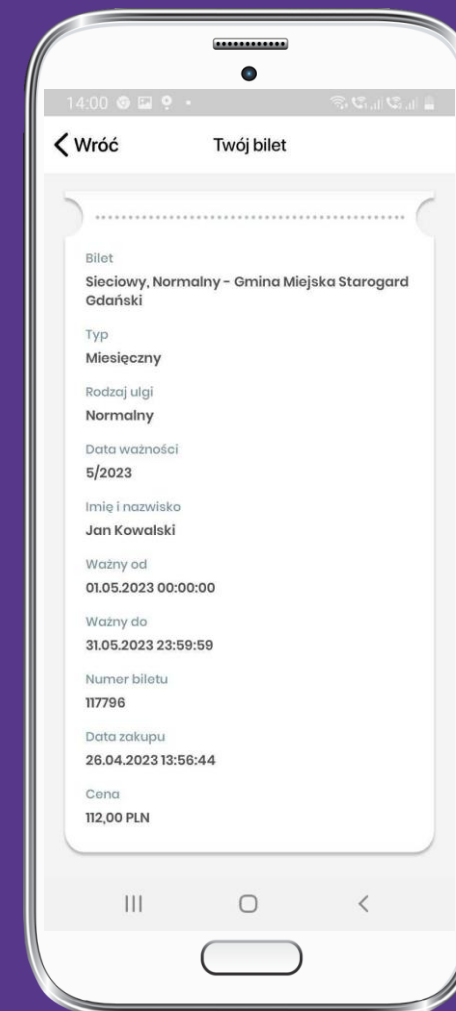 14:00
Wróć
Twój bilet
Bilet
Sieciowy, Normalny - Gmina Miejska Starogard
Gdański
Typ
Miesięczny
Rodzaj ulgi
Normalny
Data ważności
5/2023
Imię i nazwisko
Jan Kowalski
Ważny od
01.05.2023 00:00:00
Ważny do
31.05.2023 23:59:59
Numer biletu
117796
Data zakupu
26.04.2023 13:56:44
Cena
112,00 PLN